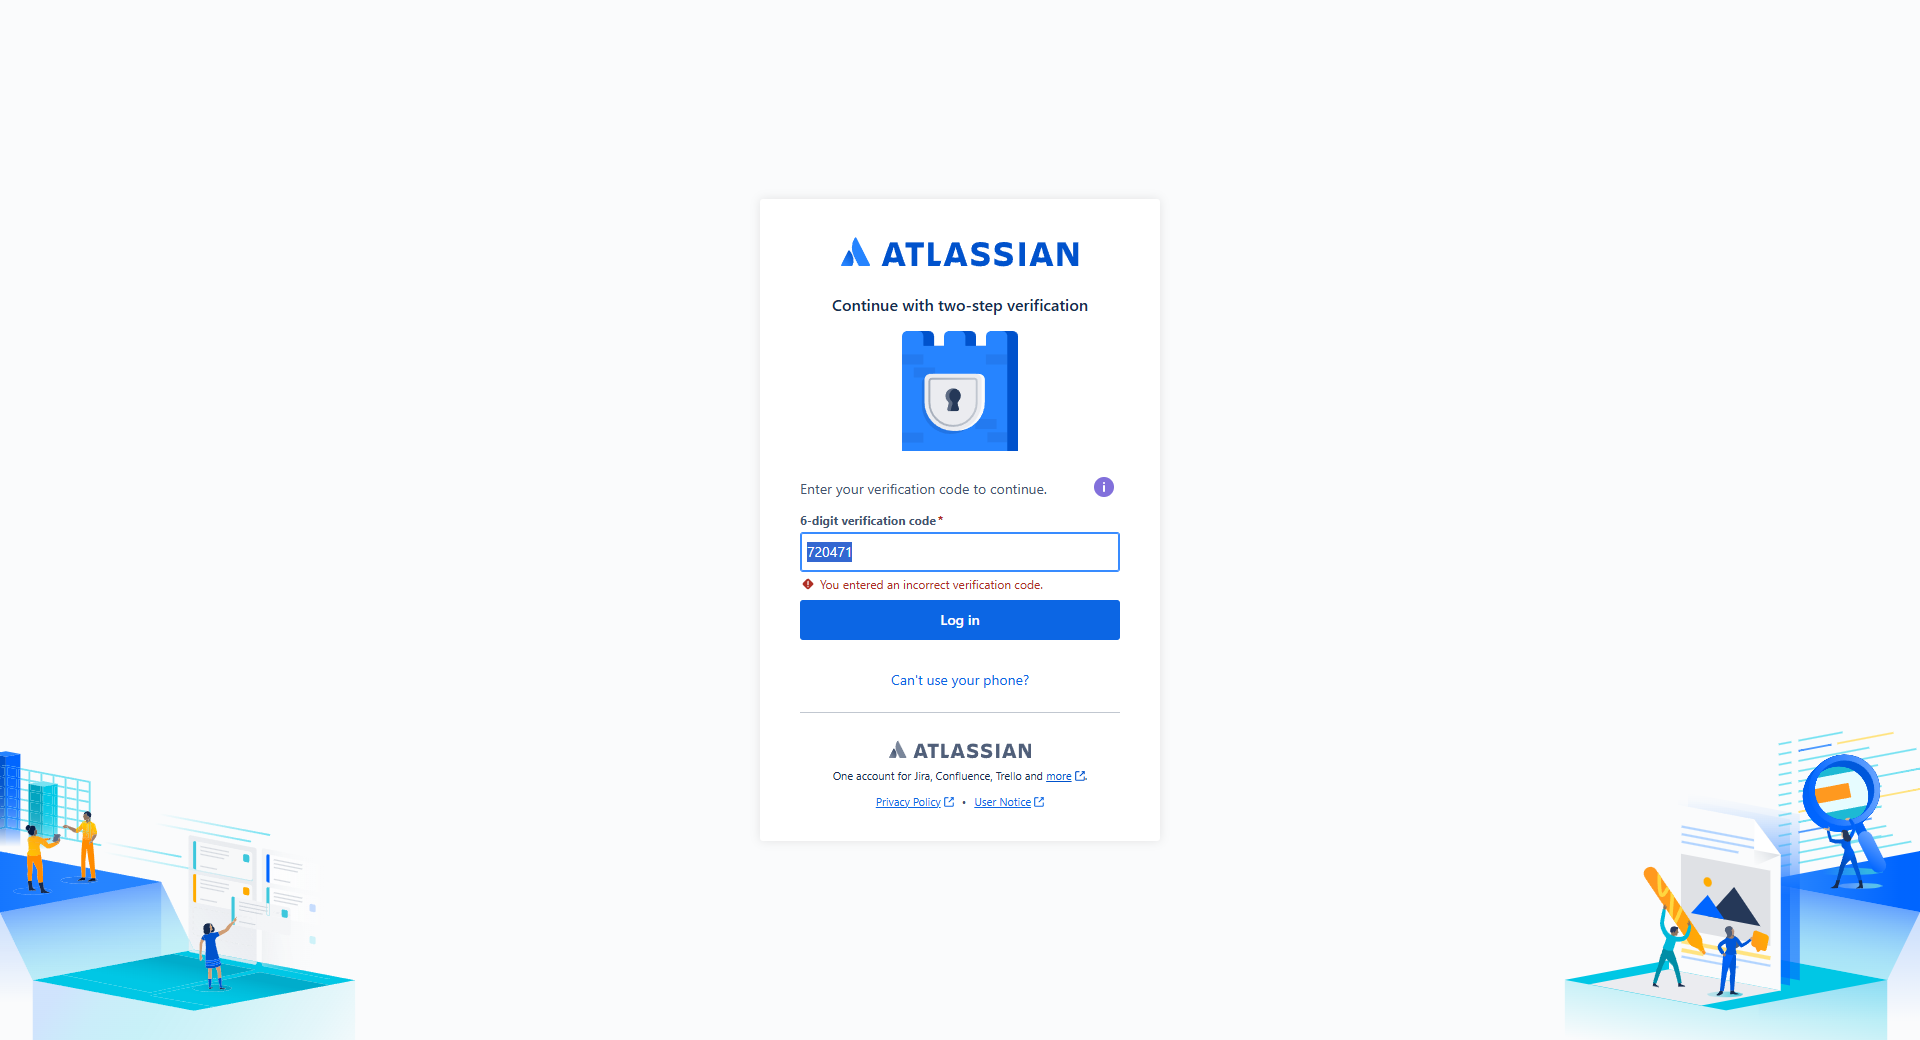 ATLASSIAN
Continue with two-step verification
Enter your verification code to continue.
6-digit verification code*
720471
You entered an incorrect verification code.
Log in
Can't use your phone?
ATLASSIAN
One account for Jira, Confluence, Trello and more.
Privacy Policy • User Notice